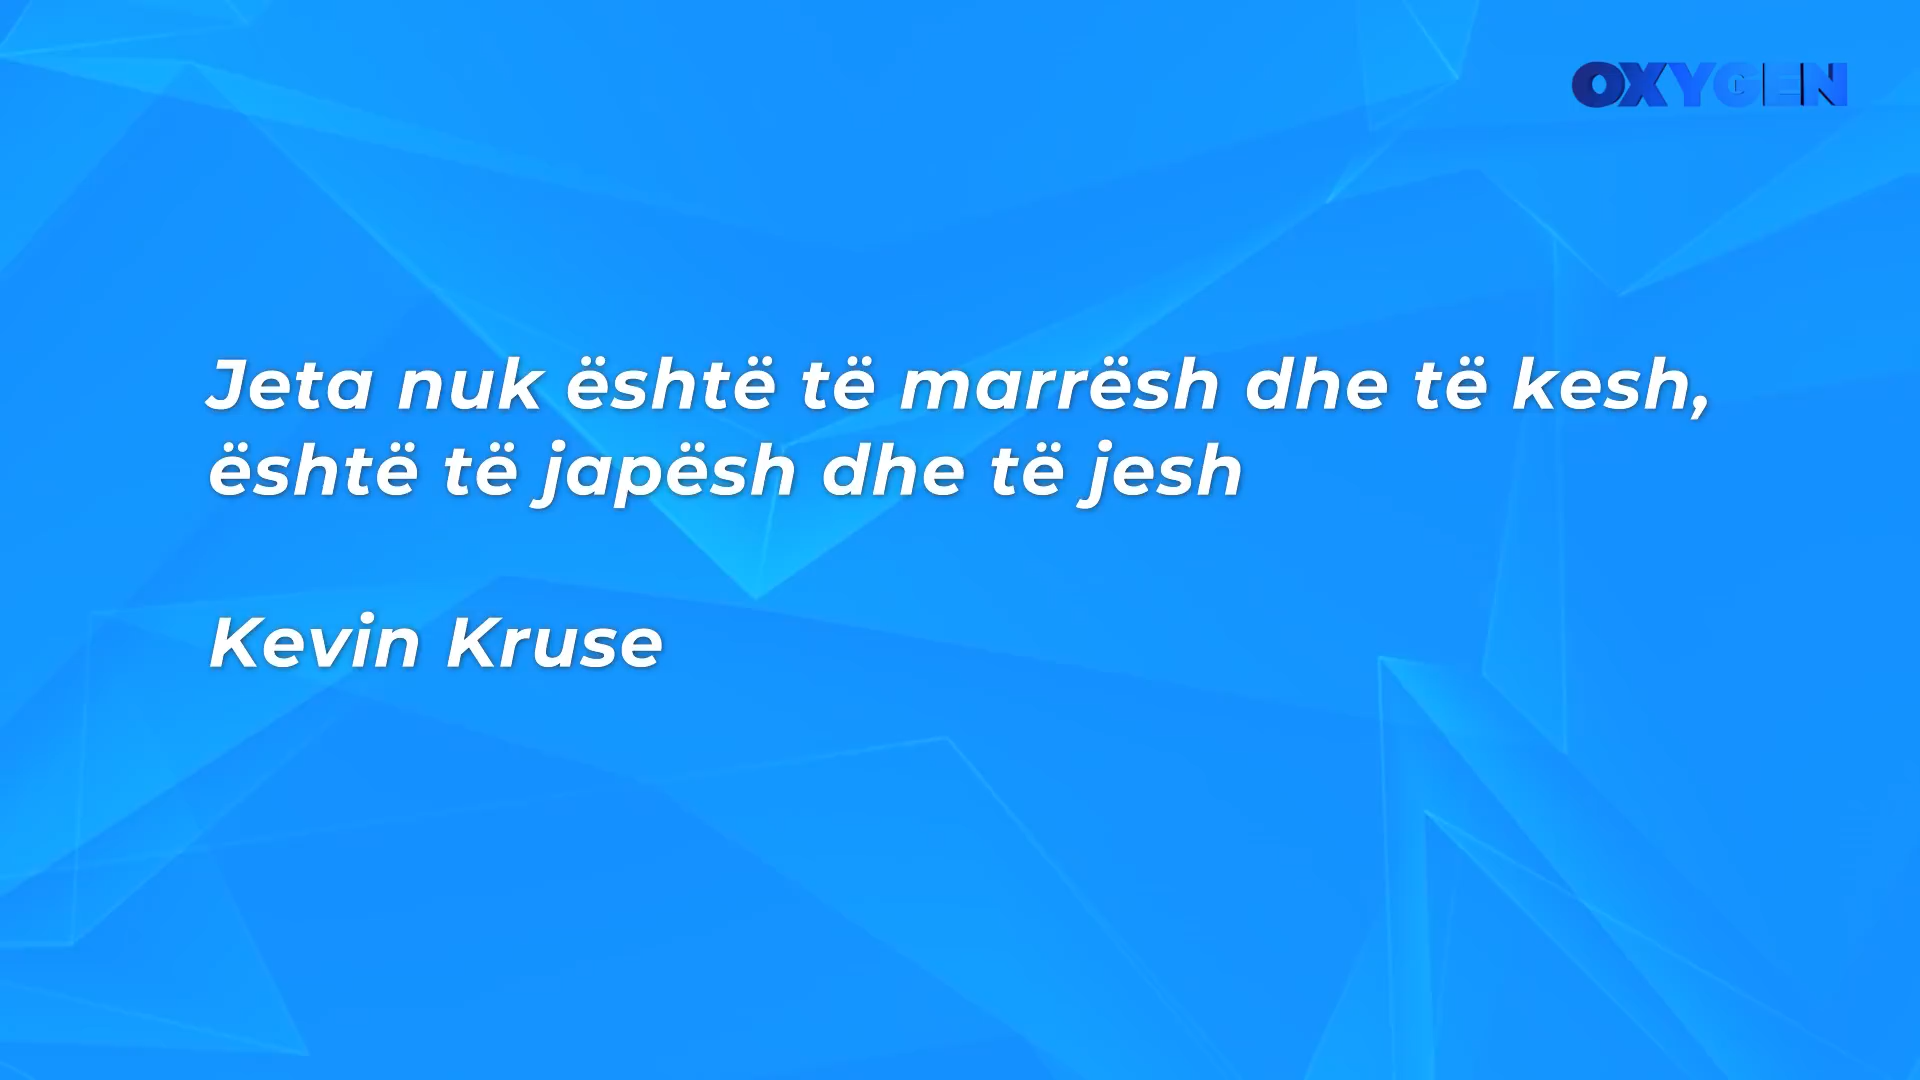 OXYGEN
Jeta nuk është të marrësh dhe të kesh,
është të japësh dhe të jesh
Kevin Kruse